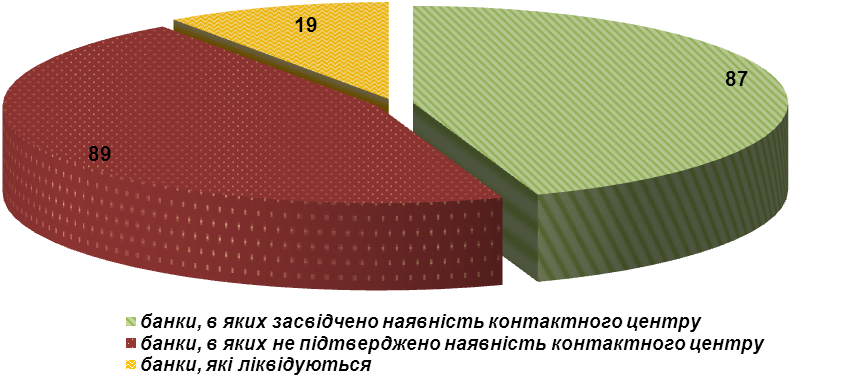 19
87
89
банки, в яких засвідчено наявність контактного центру
банки, в яких не підтверджено наявність контактного центру
банки, які ліквідуються